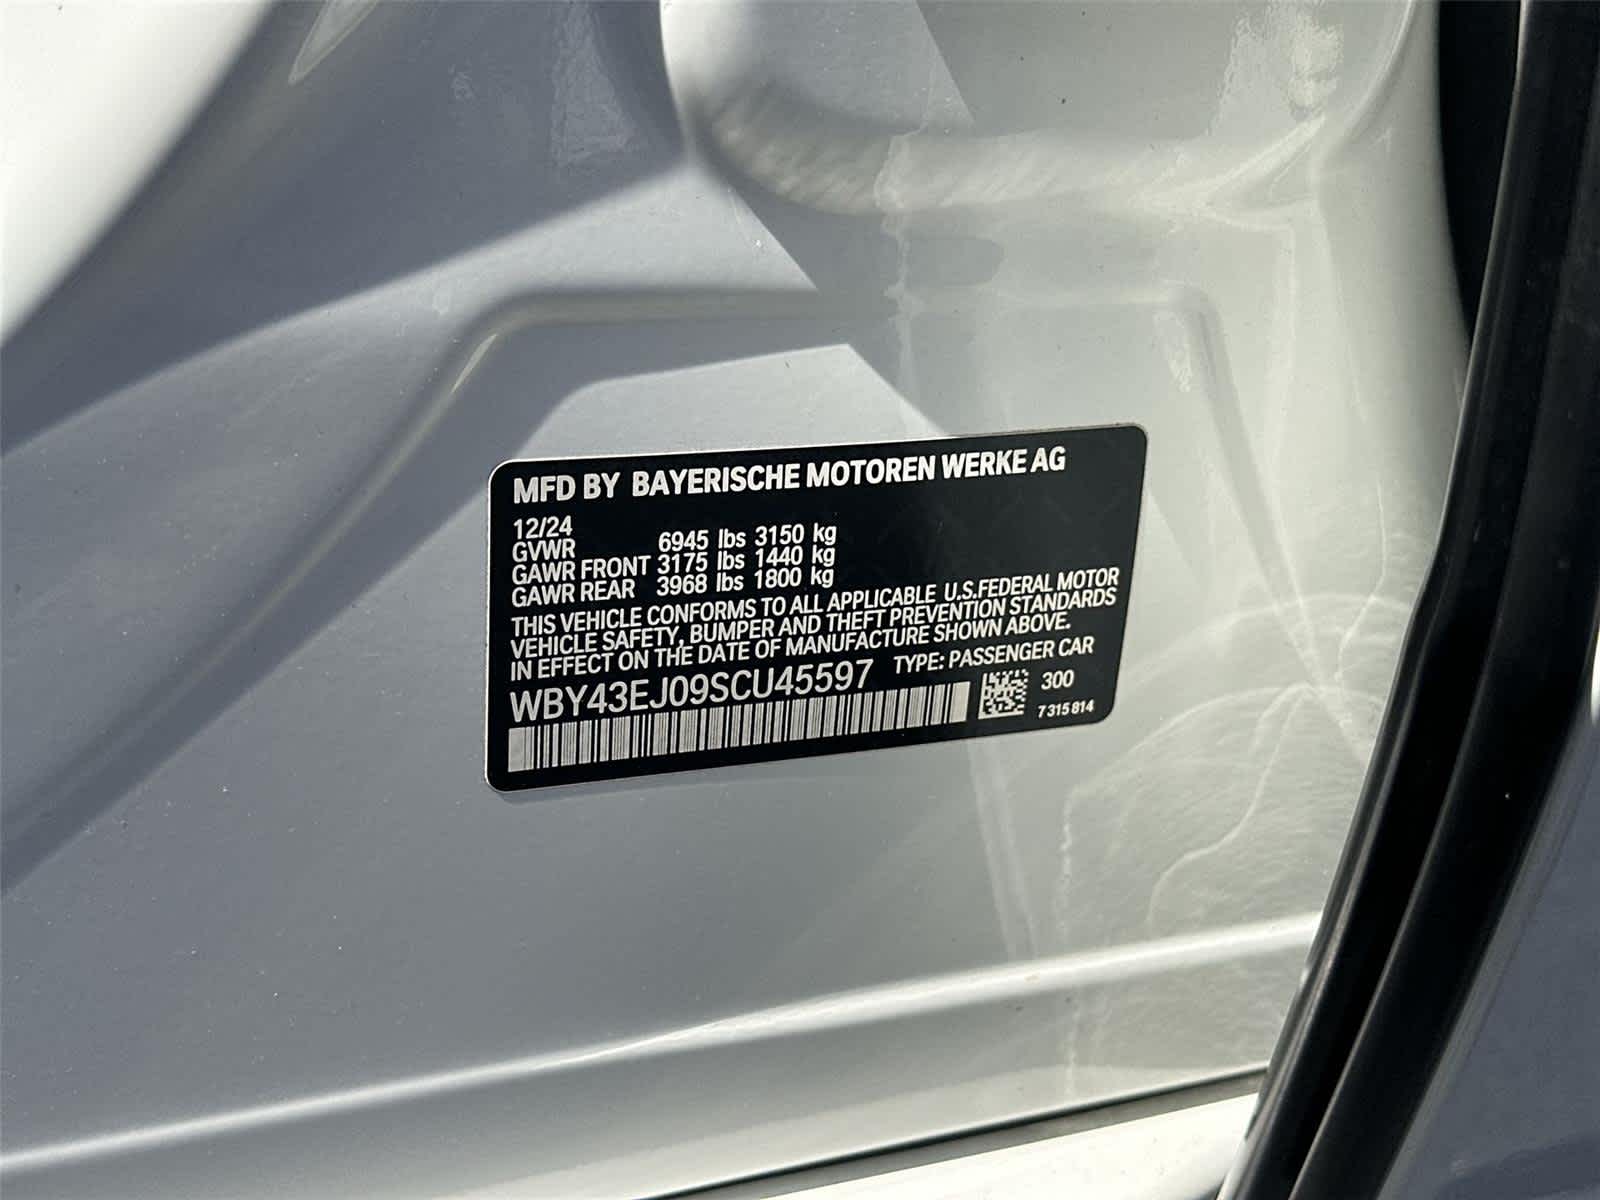 MFD BY BAYERISCHE MOTOREN WERKE AG
12/24
GVWR 6945 lbs 3150 kg
GAWR FRONT 3175 lbs 1440 kg
GAWR REAR 3968 lbs 1800 kg
THIS VEHICLE CONFORMS TO ALL APPLICABLE U.S.FEDERAL MOTOR
VEHICLE SAFETY, BUMPER AND THEFT PREVENTION STANDARDS
IN EFFECT ON THE DATE OF MANUFACTURE SHOWN ABOVE.
WBY43EJ09SCU45597 TYPE: PASSENGER CAR
300
7 315 814